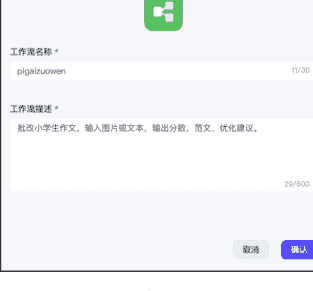 工作流名称 *
pigaizuowen
11/30
工作流描述 *
批改小学生作文，输入图片或文本，输出分数、范文、优化建议。
29/600
取消 确认